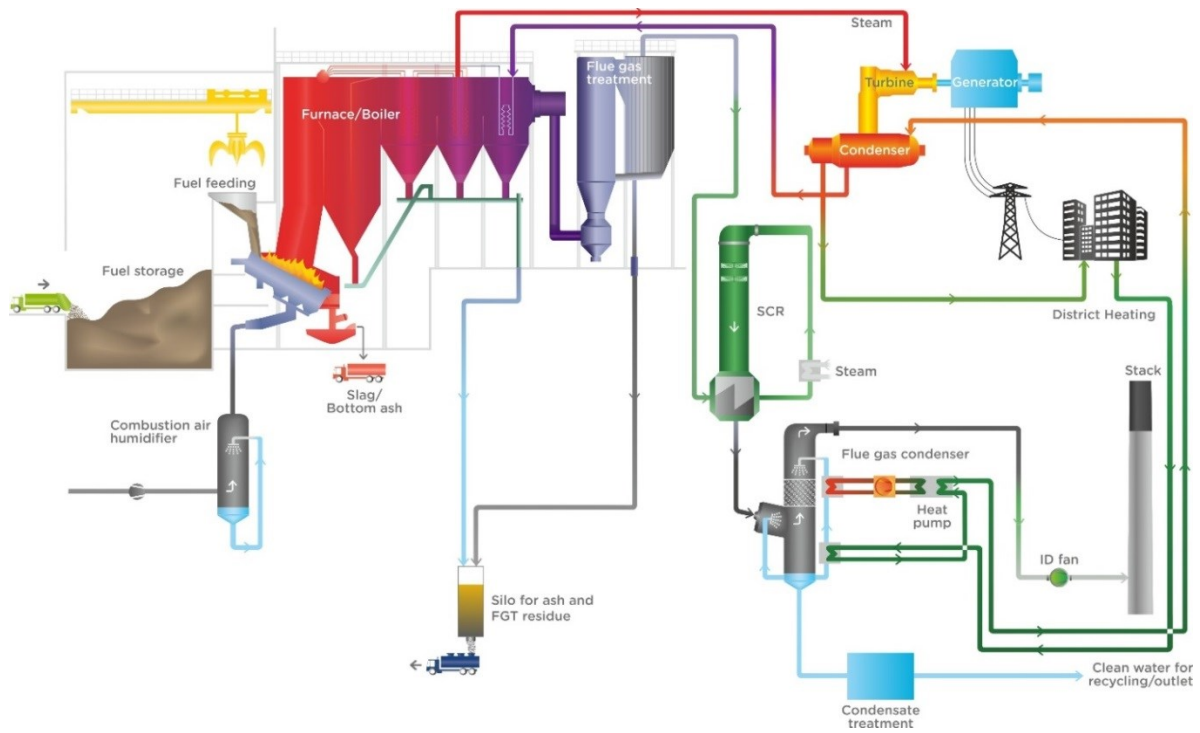 Steam
Flue gas
treatment
Turbine
Generator
Furnace/Boiler
Condenser
Fuel feeding
Fuel storage
District Heating
SCR
Steam
Stack
Slag/
Bottom ash
Combustion air
humidifier
Flue gas condenser
Heat
pump
ID fan
Silo for ash and
FGT residue
Clean water for
recycling/outlet
Condensate
treatment